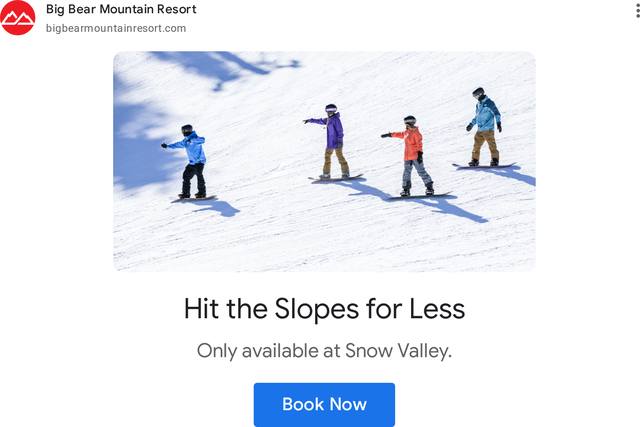 Big Bear Mountain Resort
bigbearmountainresort.com
Hit the Slopes for Less
Only available at Snow Valley.
Book Now